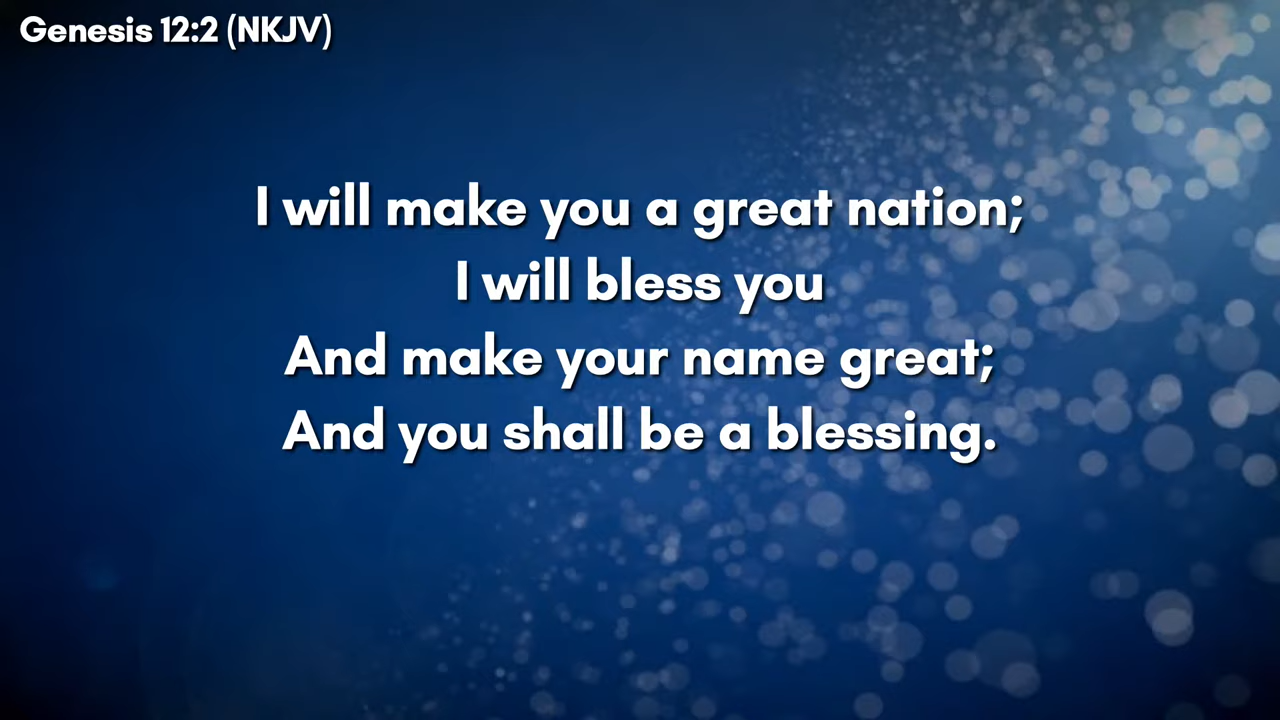 Genesis 12:2 (NKJV)
I will make you a great nation;
I will bless you
And make your name great;
And you shall be a blessing.